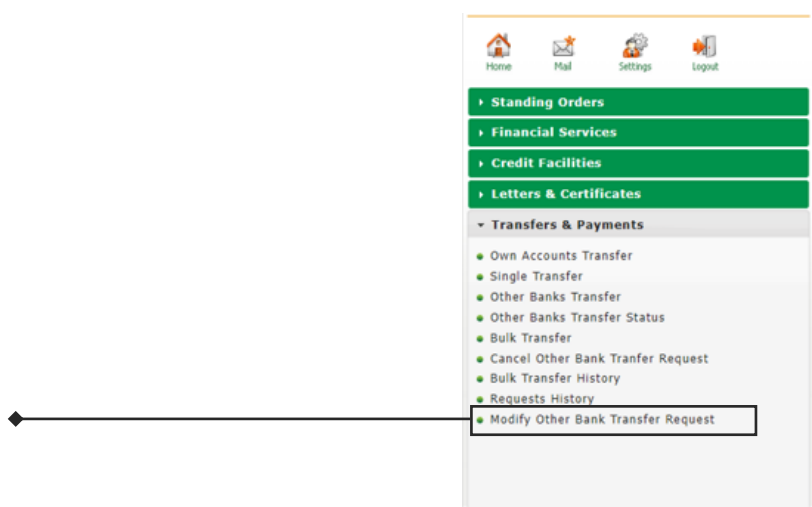 Home Mail Settings Logout
Standing Orders
Financial Services
Credit Facilities
Letters & Certificates
Transfers & Payments
Own Accounts Transfer
Single Transfer
Other Banks Transfer
Other Banks Transfer Status
Bulk Transfer
Cancel Other Bank Tranfer Request
Bulk Transfer History
Requests History
Modify Other Bank Transfer Request